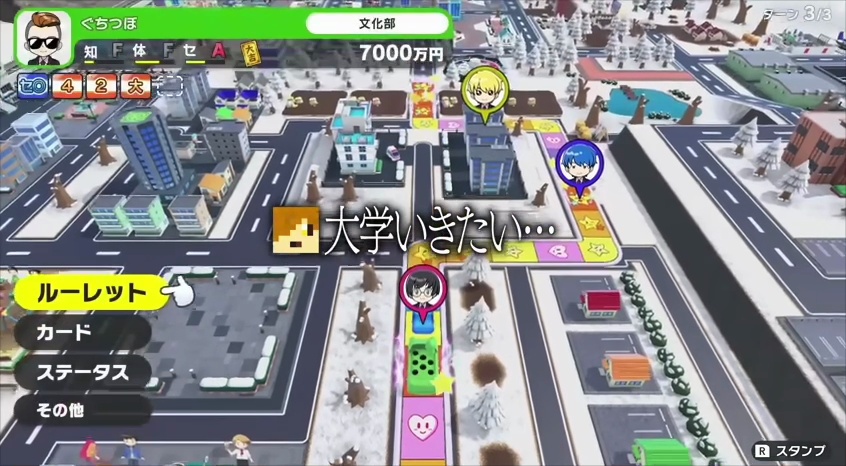 ぐちつぼ
文化部
ターン 3/3
知 F 体 F セ A
7000万円
ゼロ 4 2 大
大学いきたい…
ルーレット
カード
ステータス
その他
R スタンプ